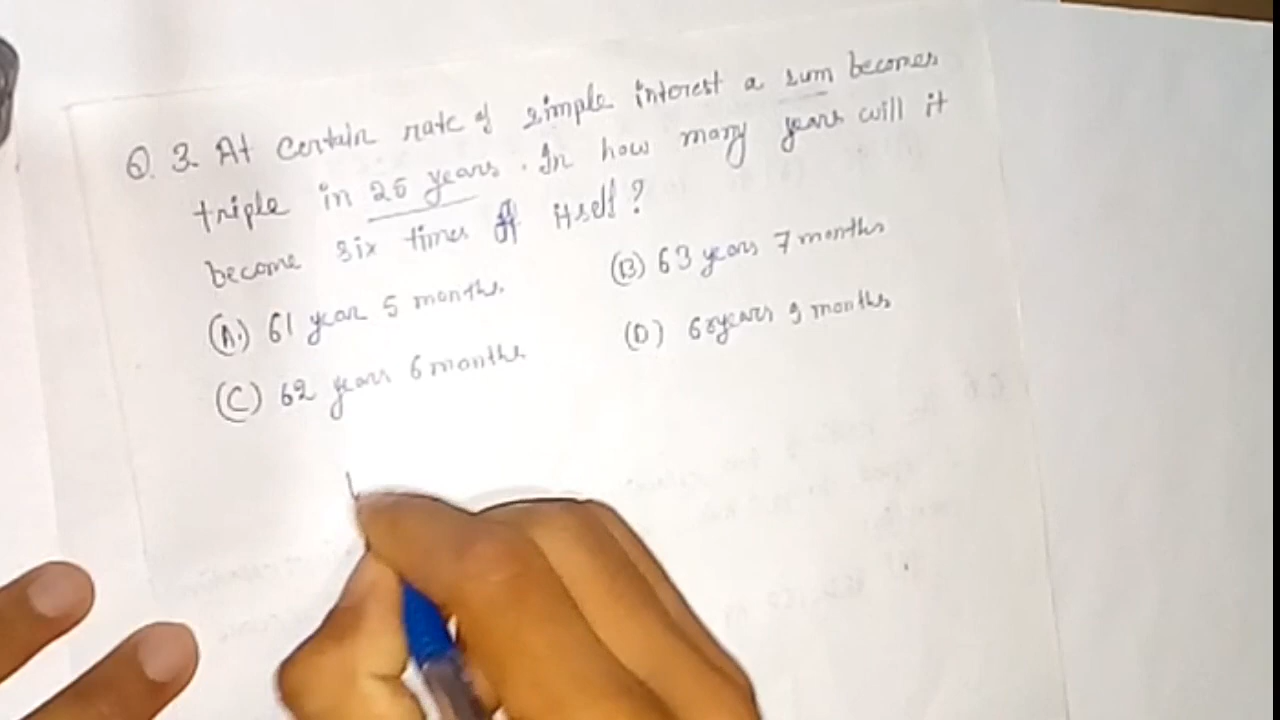 Q. 3. At certain rate of simple interest a sum becomes
triple in 25 years. In how many years will it
become six times of itself?
(A.) 61 year 5 months. (B) 63 years 7 months
(C) 62 years 6 months (D) years 9 months